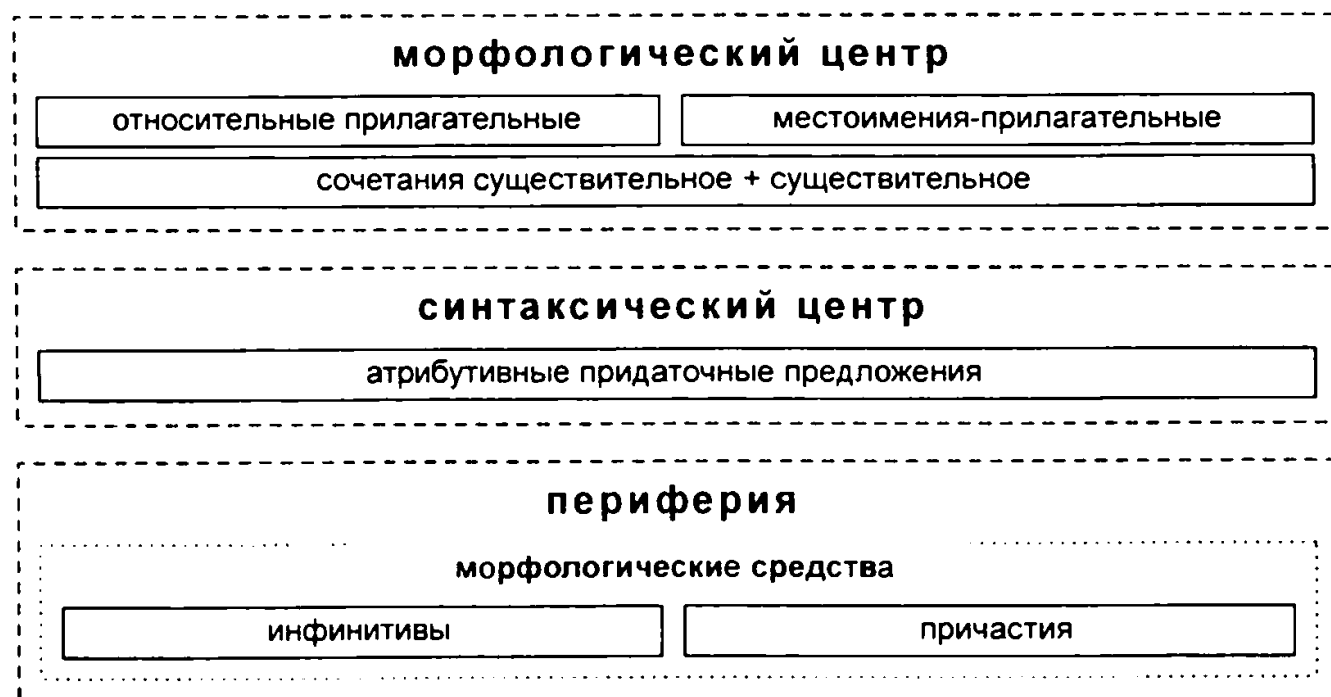 морфологический центр
относительные прилагательные
местоимения-прилагательные
сочетания существительное + существительное
синтаксический центр
атрибутивные придаточные предложения
периферия
морфологические средства
инфинитивы
причастия